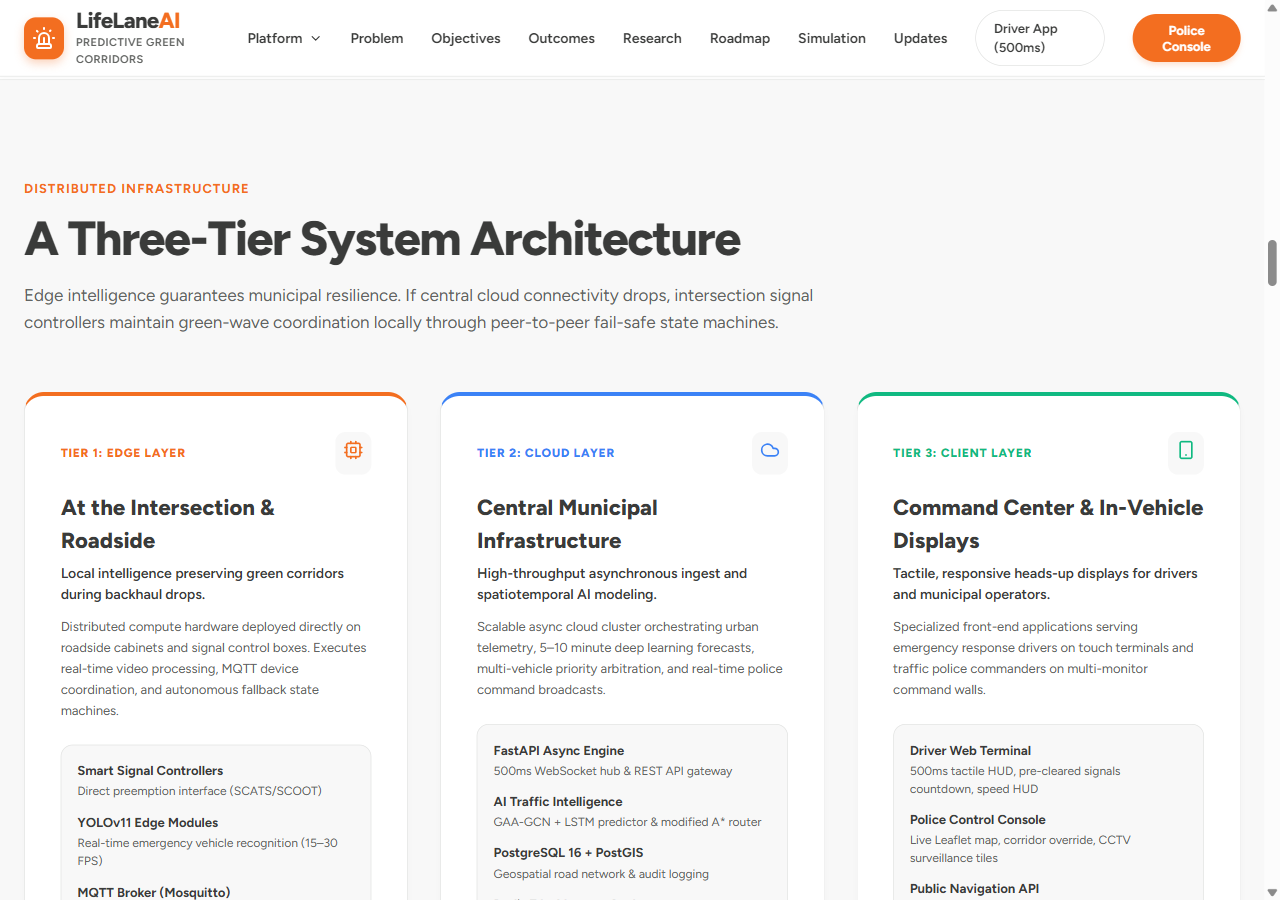 LifeLaneAI
PREDICTIVE GREEN
CORRIDORS
Platform
Problem
Objectives
Outcomes
Research
Roadmap
Simulation
Updates
Driver App
(500ms)
Police
Console
DISTRIBUTED INFRASTRUCTURE
A Three-Tier System Architecture
Edge intelligence guarantees municipal resilience. If central cloud connectivity drops, intersection signal
controllers maintain green-wave coordination locally through peer-to-peer fail-safe state machines.
TIER 1: EDGE LAYER
At the Intersection &
Roadside
Local intelligence preserving green corridors
during backhaul drops.
Distributed compute hardware deployed directly on
roadside cabinets and signal control boxes. Executes
real-time video processing, MQTT device
coordination, and autonomous fallback state
machines.
Smart Signal Controllers
Direct preemption interface (SCATS/SCOOT)
YOLOv11 Edge Modules
Real-time emergency vehicle recognition (15–30
FPS)
MQTT Broker (Mosquitto)
TIER 2: CLOUD LAYER
Central Municipal
Infrastructure
High-throughput asynchronous ingest and
spatiotemporal AI modeling.
Scalable async cloud cluster orchestrating urban
telemetry, 5–10 minute deep learning forecasts,
multi-vehicle priority arbitration, and real-time police
command broadcasts.
FastAPI Async Engine
500ms WebSocket hub & REST API gateway
AI Traffic Intelligence
GAA-GCN + LSTM predictor & modified A* router
PostgreSQL 16 + PostGIS
Geospatial road network & audit logging
TIER 3: CLIENT LAYER
Command Center & In-Vehicle
Displays
Tactile, responsive heads-up displays for drivers
and municipal operators.
Specialized front-end applications serving
emergency response drivers on touch terminals and
traffic police commanders on multi-monitor
command walls.
Driver Web Terminal
500ms tactile HUD, pre-cleared signals
countdown, speed HUD
Police Control Console
Live Leaflet map, corridor override, CCTV
surveillance tiles
Public Navigation API